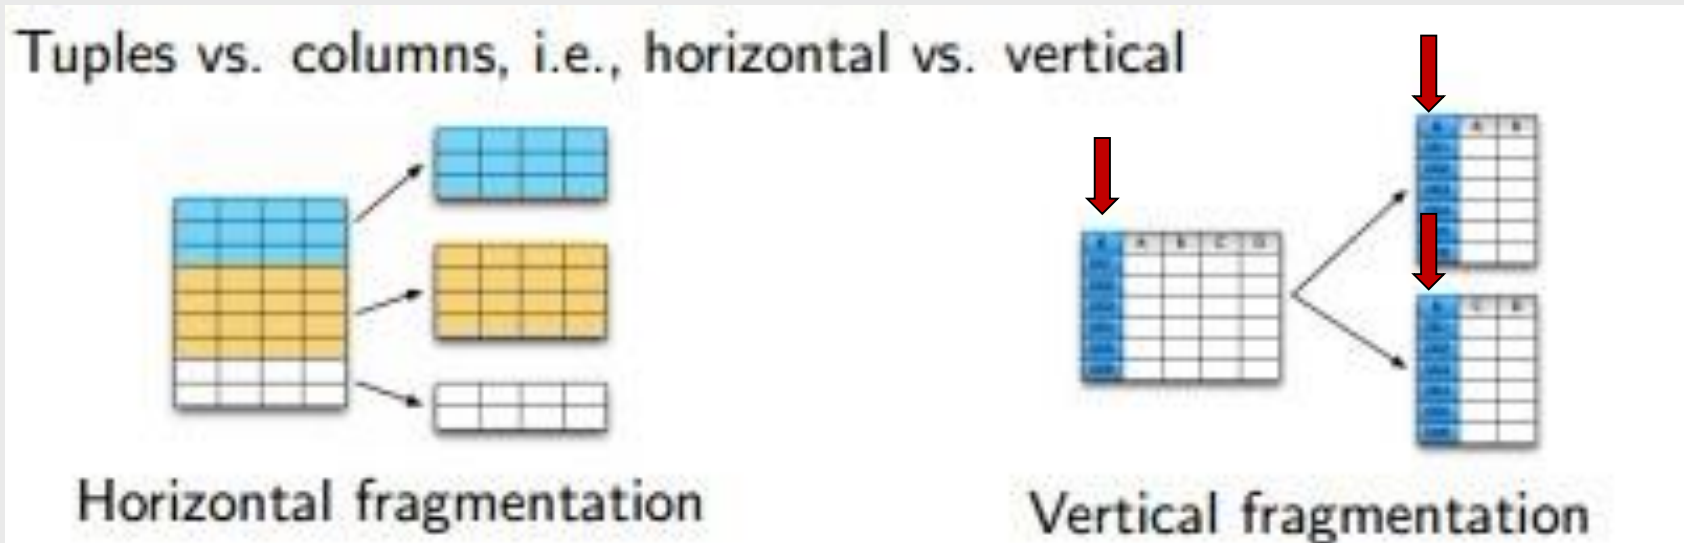 Tuples vs. columns, i.e., horizontal vs. vertical
A B C D
A B
C
Horizontal fragmentation
Vertical fragmentation